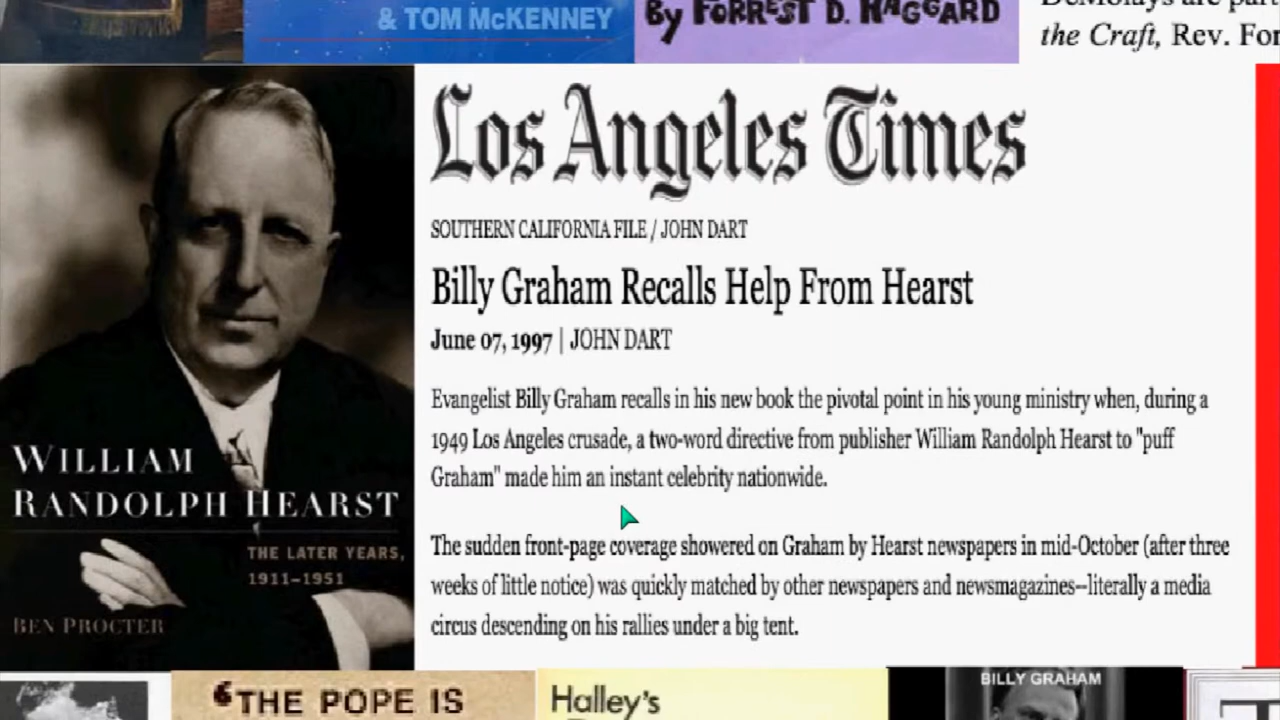 & TOM McKENNEY
By FORREST D. HAGGARD
the Craft, Rev. For
Los Angeles Times
SOUTHERN CALIFORNIA FILE / JOHN DART
Billy Graham Recalls Help From Hearst
June 07, 1997 | JOHN DART
Evangelist Billy Graham recalls in his new book the pivotal point in his young ministry when, during a
1949 Los Angeles crusade, a two-word directive from publisher William Randolph Hearst to "puff
Graham" made him an instant celebrity nationwide.
The sudden front-page coverage showered on Graham by Hearst newspapers in mid-October (after three
weeks of little notice) was quickly matched by other newspapers and newsmagazines--literally a media
circus descending on his rallies under a big tent.
WILLIAM
RANDOLPH HEARST
THE LATER YEARS,
1911–1951
BEN PROCTER
“THE POPE IS
Halley's
BILLY GRAHAM